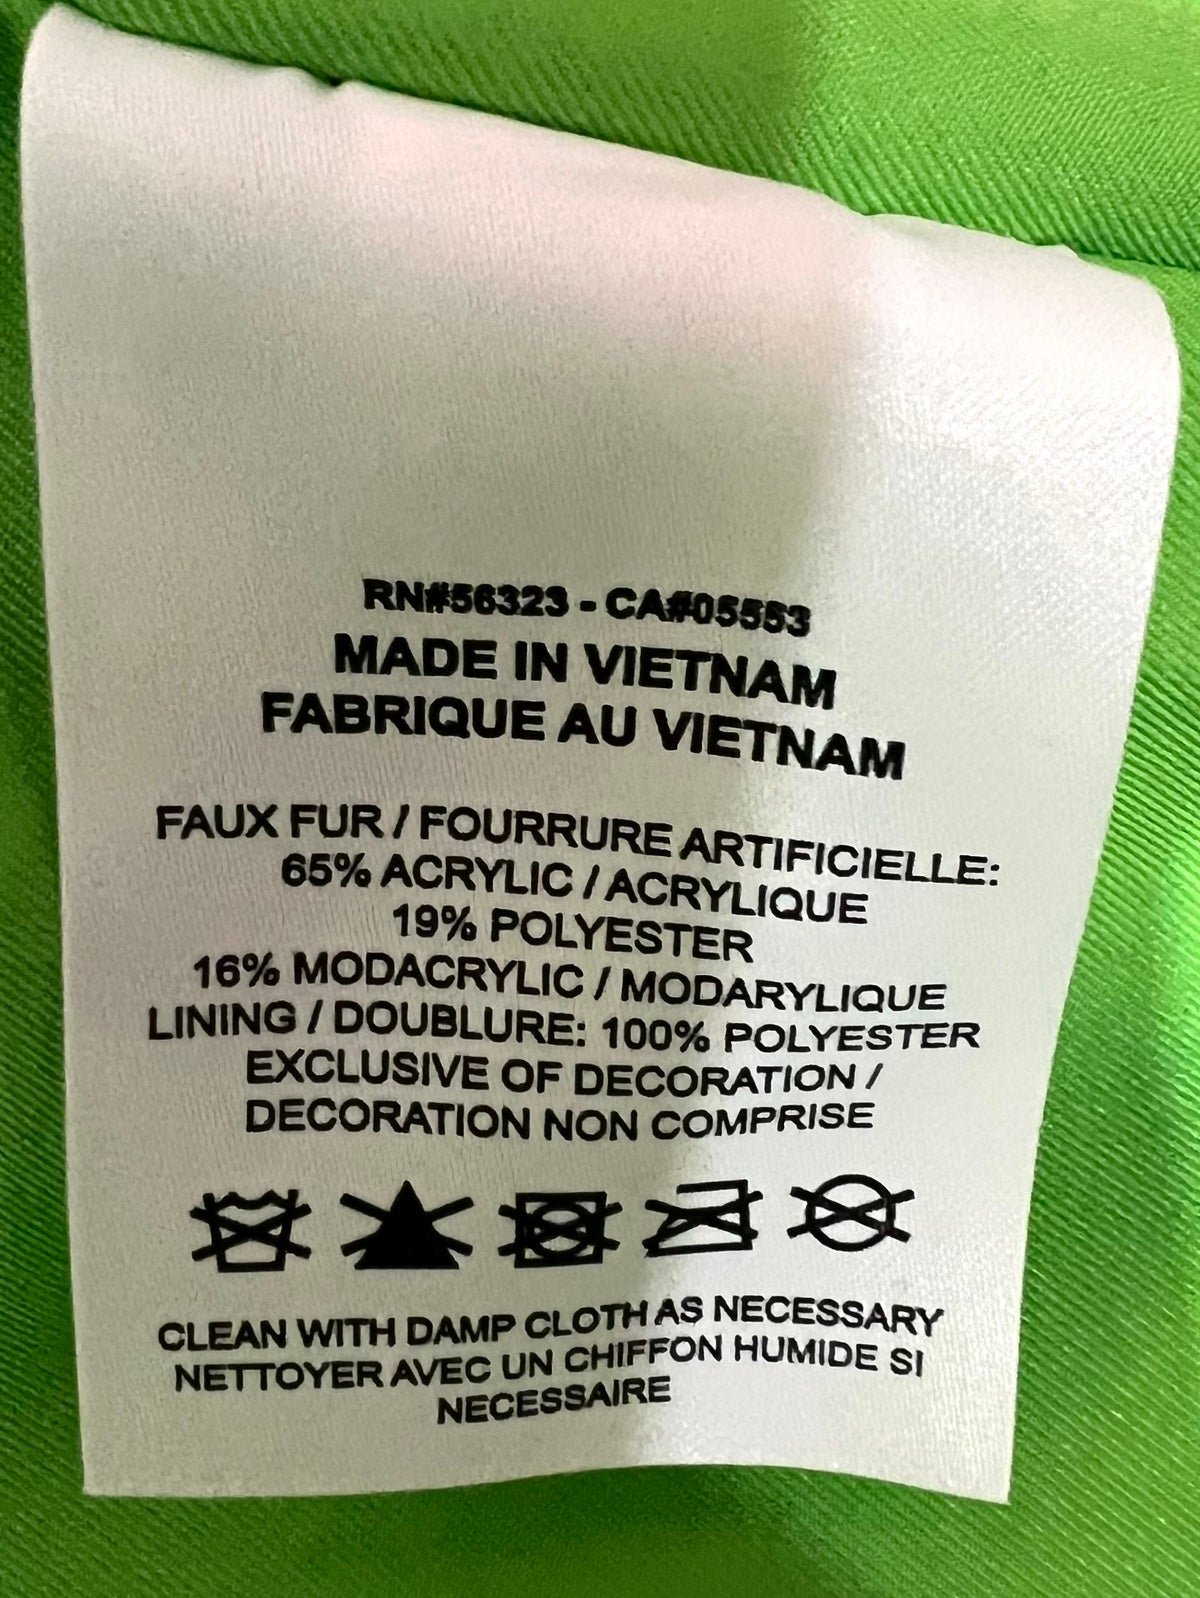 RN#56323 - CA#05553
MADE IN VIETNAM
FABRIQUE AU VIETNAM
FAUX FUR / FOURRURE ARTIFICIELLE:
65% ACRYLIC / ACRYLIQUE
19% POLYESTER
16% MODACRYLIC / MODARYLIQUE
LINING / DOUBLURE: 100% POLYESTER
EXCLUSIVE OF DECORATION /
DECORATION NON COMPRISE
CLEAN WITH DAMP CLOTH AS NECESSARY
NETTOYER AVEC UN CHIFFON HUMIDE SI
NECESSAIRE